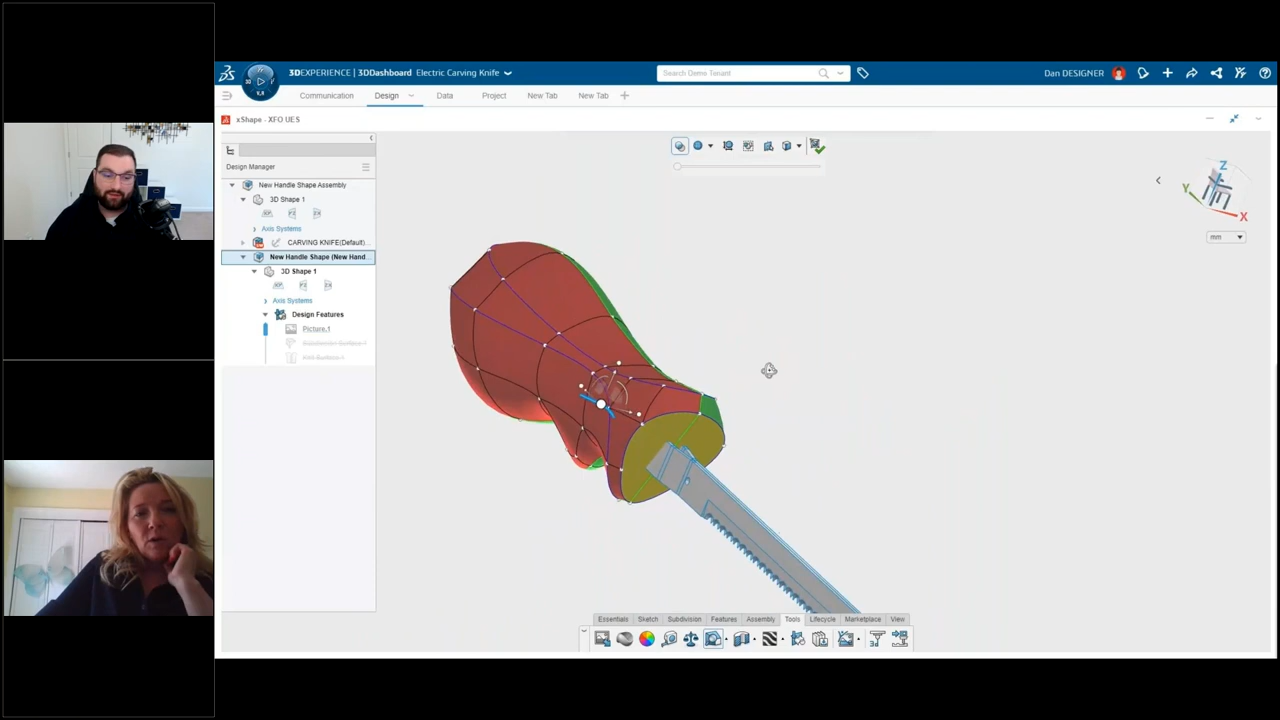 3DEXPERIENCE | 3DDashboard Electric Carving Knife
Search Demo Tenant
Dan DESIGNER
Communication Design Data Project New Tab New Tab
xShape - XFO UES
Design Manager
New Handle Shape Assembly
3D Shape 1
Axis Systems
CARVING KNIFE(Default)...
New Handle Shape (New Hand...
3D Shape 1
Axis Systems
Design Features
Picture.1
Subdivision Surface.1
Z
Y
X
mm
Essentials Sketch Subdivision Features Assembly Tools Lifecycle Marketplace View